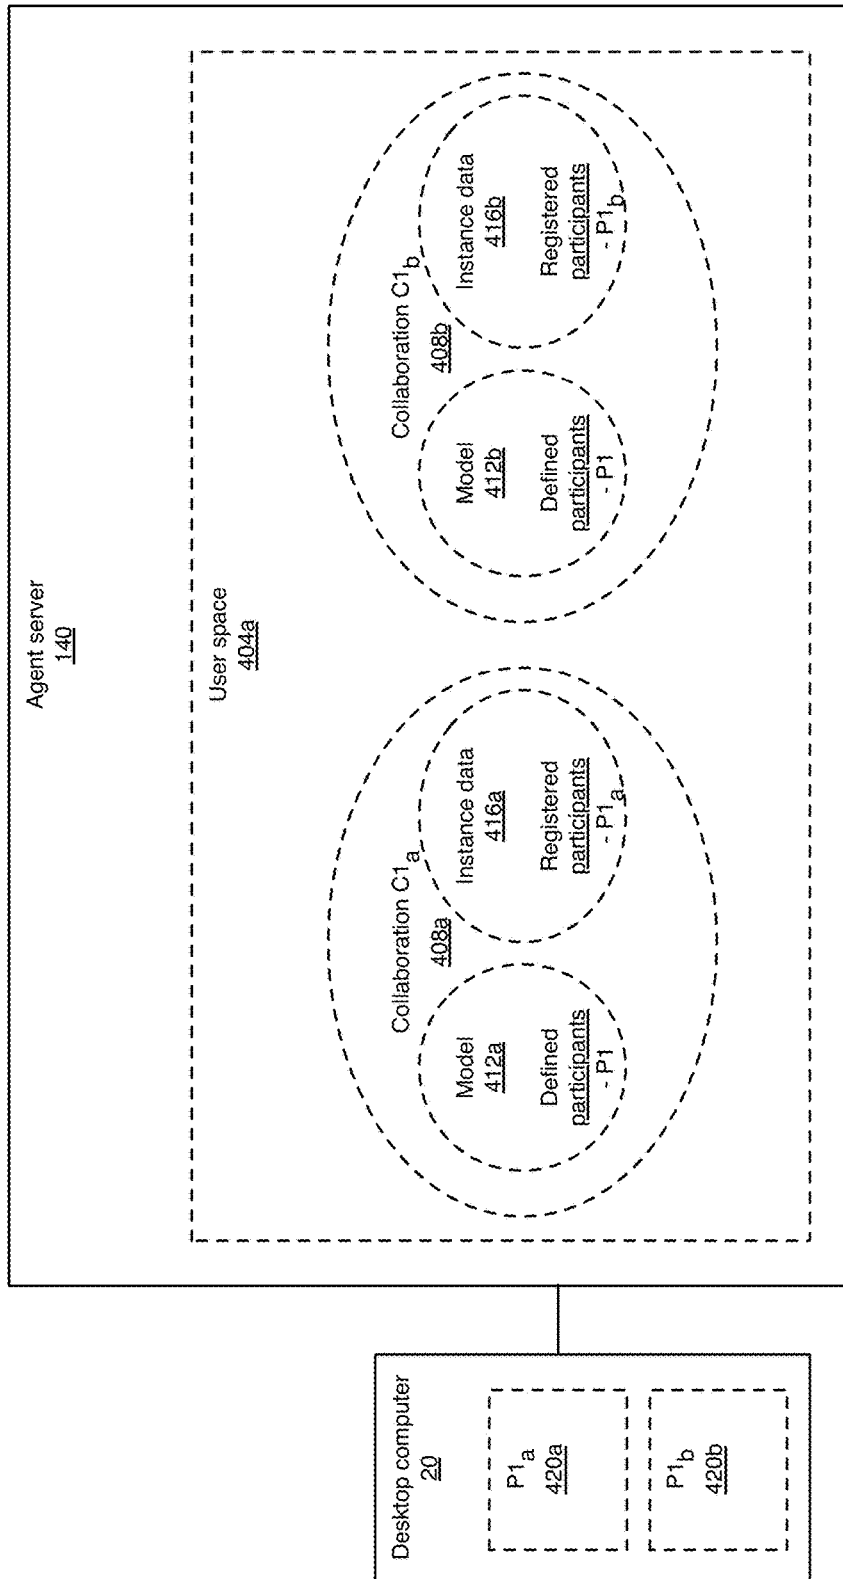 Agent server
140
User space
404a
Collaboration C1a
408a
Model
412a
Defined
participants
- P1
Instance data
416a
Registered
participants
- P1a
Collaboration C1b
408b
Model
412b
Defined
participants
- P1
Instance data
416b
Registered
participants
- P1b
Desktop computer
20
P1a
420a
P1b
420b